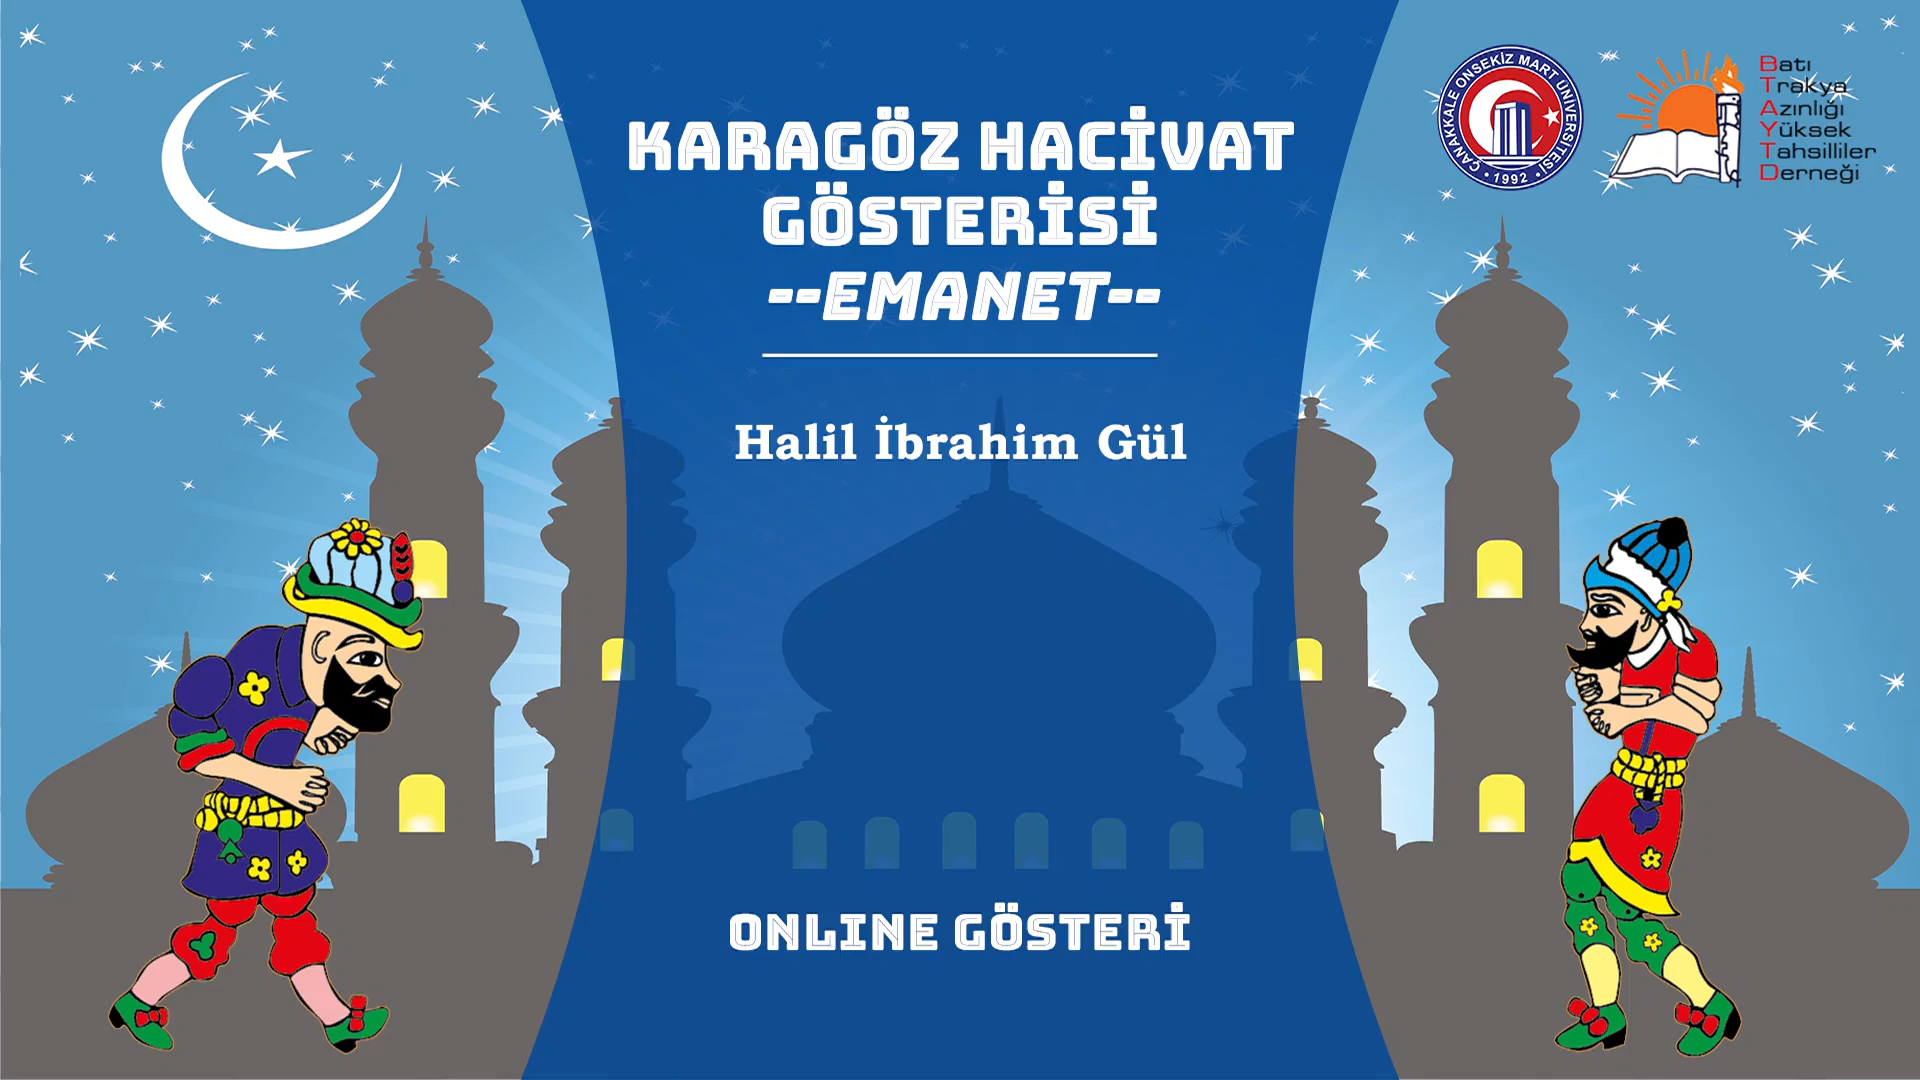 KARAGÖZ HACİVAT
GÖSTERİSİ
--EMANET--
Halil İbrahim Gül
ONLINE GÖSTERİ
ÇANAKKALE ONSEKİZ MART ÜNİVERSİTESİ
• 1992 •
Batı
Trakya
Azınlığı
Yüksek
Tahsilliler
Derneği